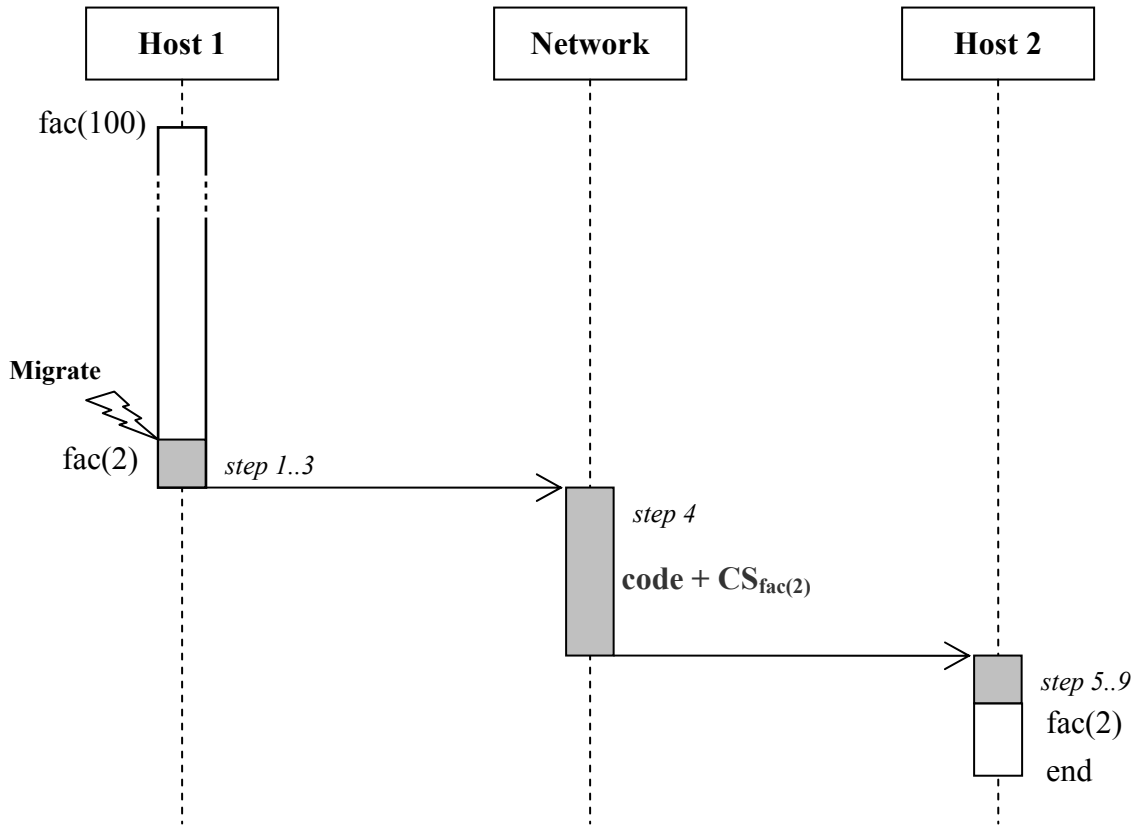 Host 1
Network
Host 2
fac(100)
Migrate
fac(2)
step 1..3
step 4
code + CSfac(2)
step 5..9
fac(2)
end